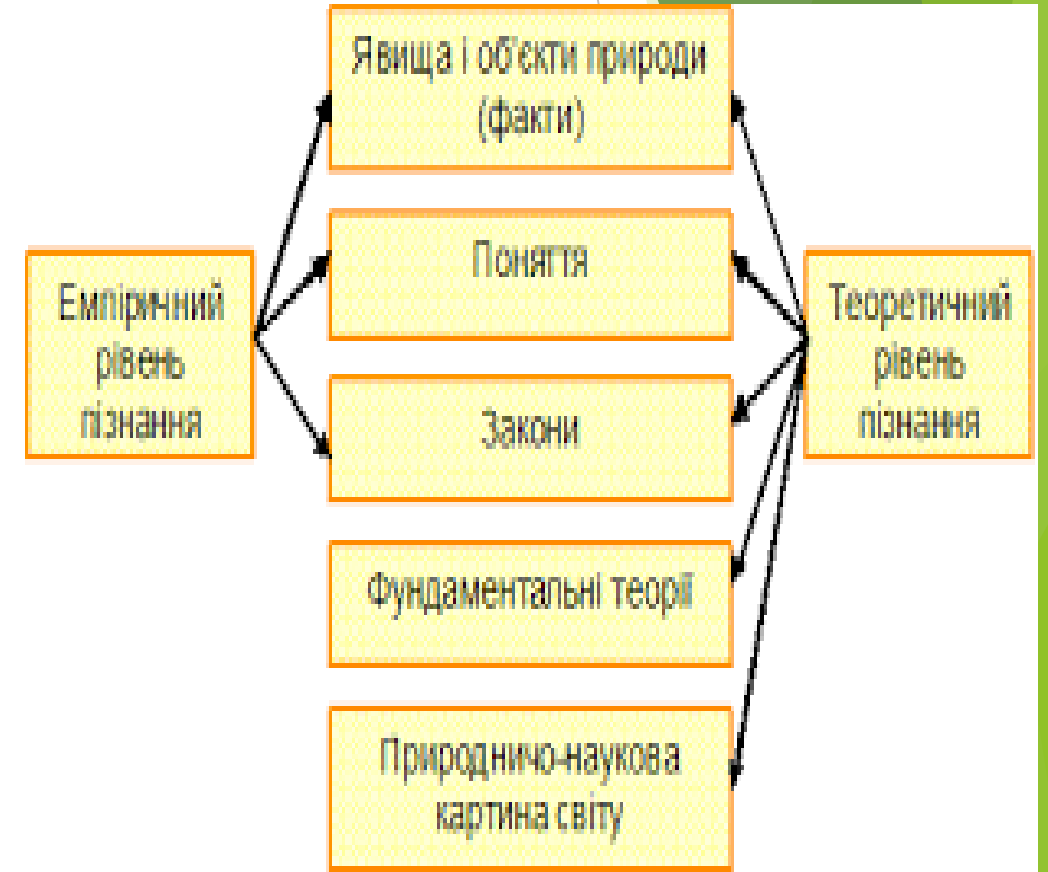 Явища і об'єкти природи
(факти)
Поняття
Емпіричний
рівень
пізнання
Теоретичний
рівень
пізнання
Закони
Фундаментальні теорії
Природничо-наукова
картина світу